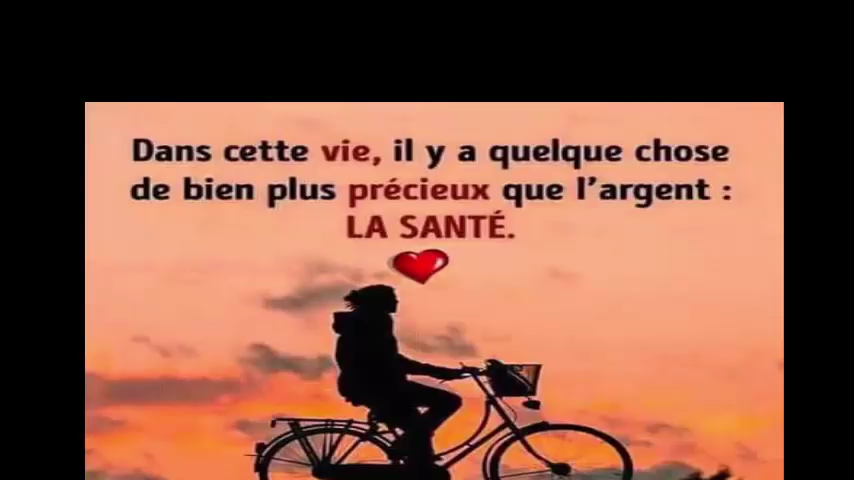 Dans cette vie, il y a quelque chose
de bien plus précieux que l'argent :
LA SANTÉ.